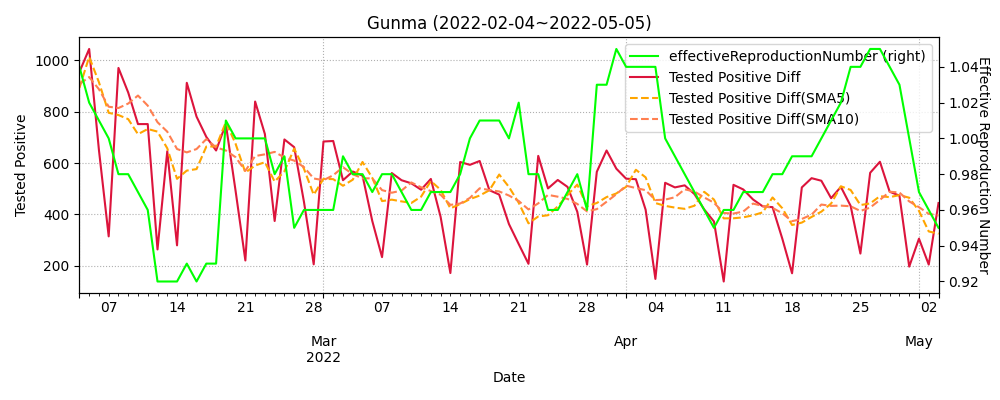 Gunma (2022-02-04~2022-05-05)
effectiveReproductionNumber (right)
Tested Positive Diff
Tested Positive Diff(SMA5)
Tested Positive Diff(SMA10)
Tested Positive
1000
800
600
400
200
Effective Reproduction Number
1.04
1.02
1.00
0.98
0.96
0.94
0.92
07 14 21 28 07 14 21 28 04 11 18 25 02
Mar Apr May
2022
Date